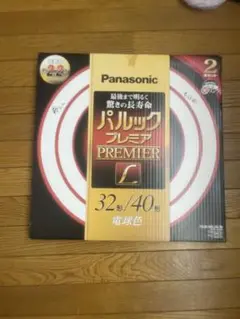 Panasonic
最後まで明るく
驚きの長寿命
パルック
プレミア
PREMIER
L
32形/40形
電球色
2